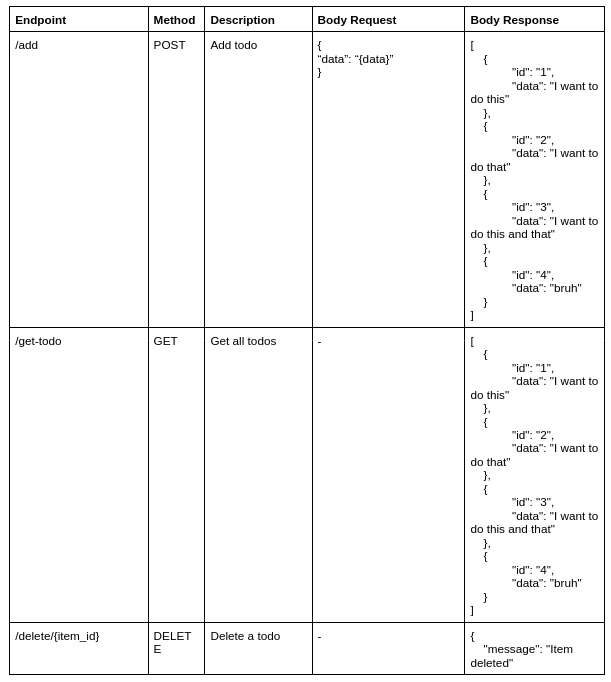 Endpoint Method Description Body Request Body Response
/add POST Add todo { [
“data”: “{data}” {
} "id": "1",
"data": "I want to
do this"
},
{
"id": "2",
"data": "I want to
do that"
},
{
"id": "3",
"data": "I want to
do this and that"
},
{
"id": "4",
"data": "bruh"
}
]
/get-todo GET Get all todos - [
{
"id": "1",
"data": "I want to
do this"
},
{
"id": "2",
"data": "I want to
do that"
},
{
"id": "3",
"data": "I want to
do this and that"
},
{
"id": "4",
"data": "bruh"
}
]
/delete/{item_id} DELET Delete a todo - {
E "message": "Item
deleted"